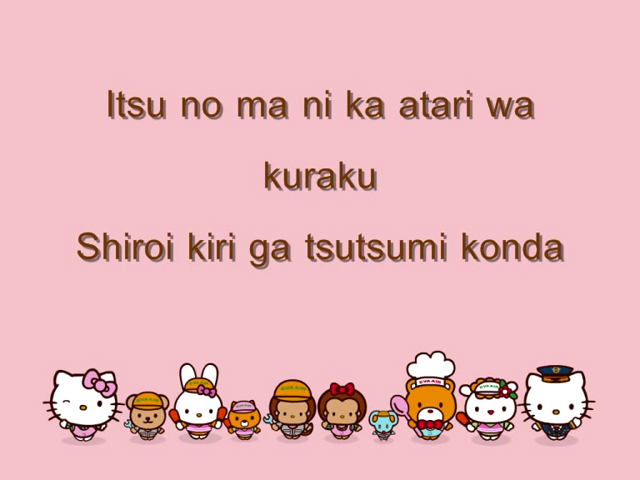 Itsu no ma ni ka atari wa
kuraku
Shiroi kiri ga tsutsumi konda